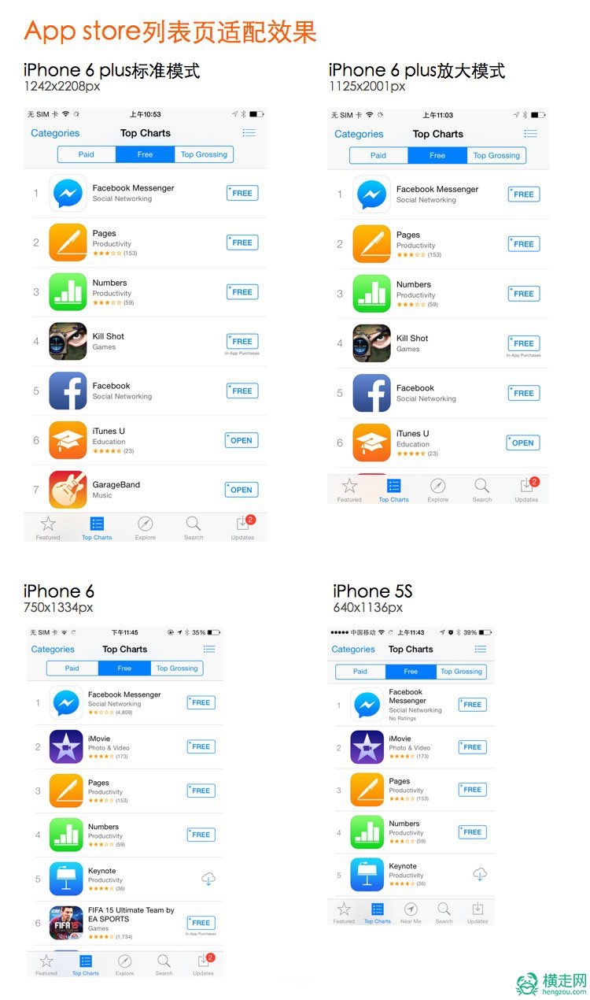 App store列表页适配效果
iPhone 6 plus标准模式
1242x2208px
无 SIM 卡 上午10:53
Categories Top Charts
Paid Free Top Grossing
1 Facebook Messenger
Social Networking
FREE
2 Pages
Productivity
(153)
FREE
3 Numbers
Productivity
(59)
FREE
4 Kill Shot
Games
FREE
In-App Purchases
5 Facebook
Social Networking
FREE
6 iTunes U
Education
(23)
OPEN
7 GarageBand
Music
OPEN
2
Featured Top Charts Explore Search Updates
iPhone 6 plus放大模式
1125x2001px
无 SIM 卡 上午11:03
Categories Top Charts
Paid Free Top Grossing
1 Facebook Messenger
Social Networking
FREE
2 Pages
Productivity
(153)
FREE
3 Numbers
Productivity
(59)
FREE
4 Kill Shot
Games
FREE
In-App Purchases
5 Facebook
Social Networking
FREE
6 iTunes U
Education
(23)
OPEN
2
Featured Top Charts Explore Search Updates
iPhone 6
750x1334px
无 SIM 卡 下午11:45 35%
Categories Top Charts
Paid Free Top Grossing
1 Facebook Messenger
Social Networking
(4,809)
FREE
2 iMovie
Photo & Video
(173)
FREE
3 Pages
Productivity
(153)
FREE
4 Numbers
Productivity
(59)
FREE
5 Keynote
Productivity
(36)
6 FIFA 15 Ultimate Team by
EA SPORTS
Games
(1,734)
FREE
In-App Purchases
FIFA 15
2
Featured Top Charts Explore Search Updates
iPhone 5S
640x1136px
中国移动 上午11:43 39%
Categories Top Charts
Paid Free Top Grossing
1 Facebook
Messenger
Social Networking
No Ratings
FREE
2 iMovie
Photo & Video
(173)
FREE
3 Pages
Productivity
(153)
FREE
4 Numbers
Productivity
(59)
FREE
5 Keynote
Productivity
(36)
Featured Top Charts Near Me Search Updates
横走网
hengzou.com